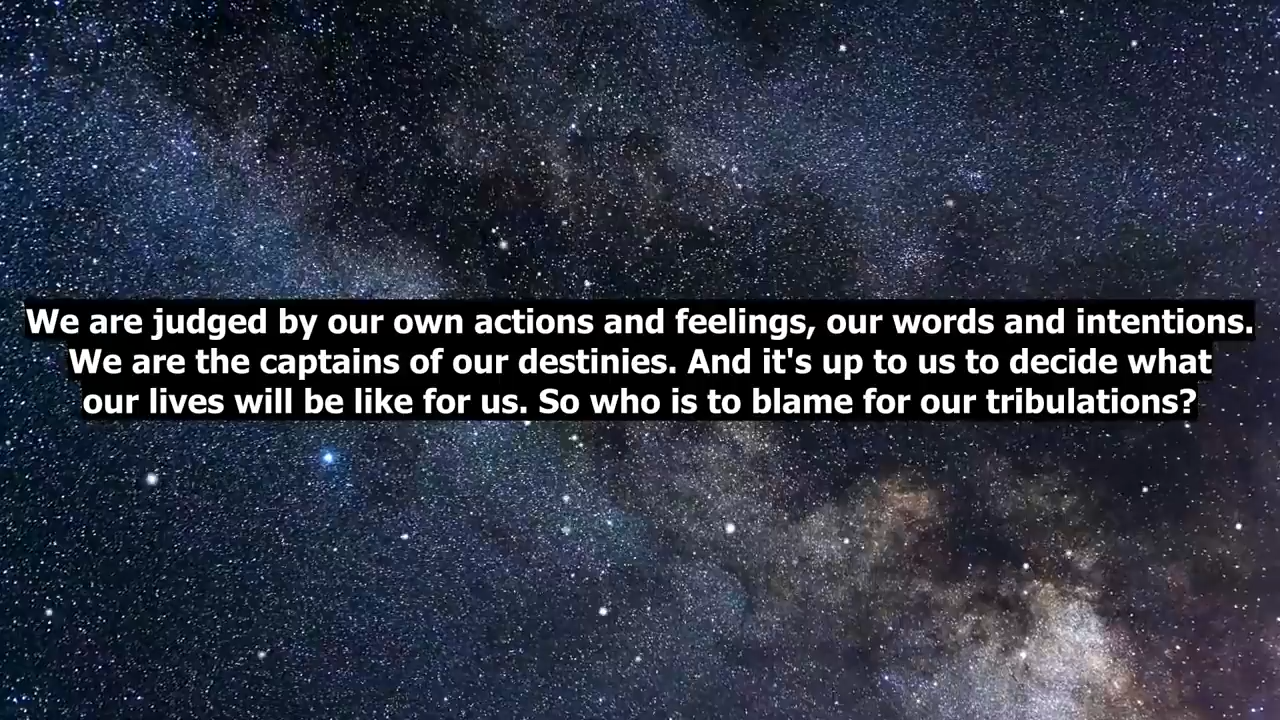 We are judged by our own actions and feelings, our words and intentions.
We are the captains of our destinies. And it's up to us to decide what
our lives will be like for us. So who is to blame for our tribulations?